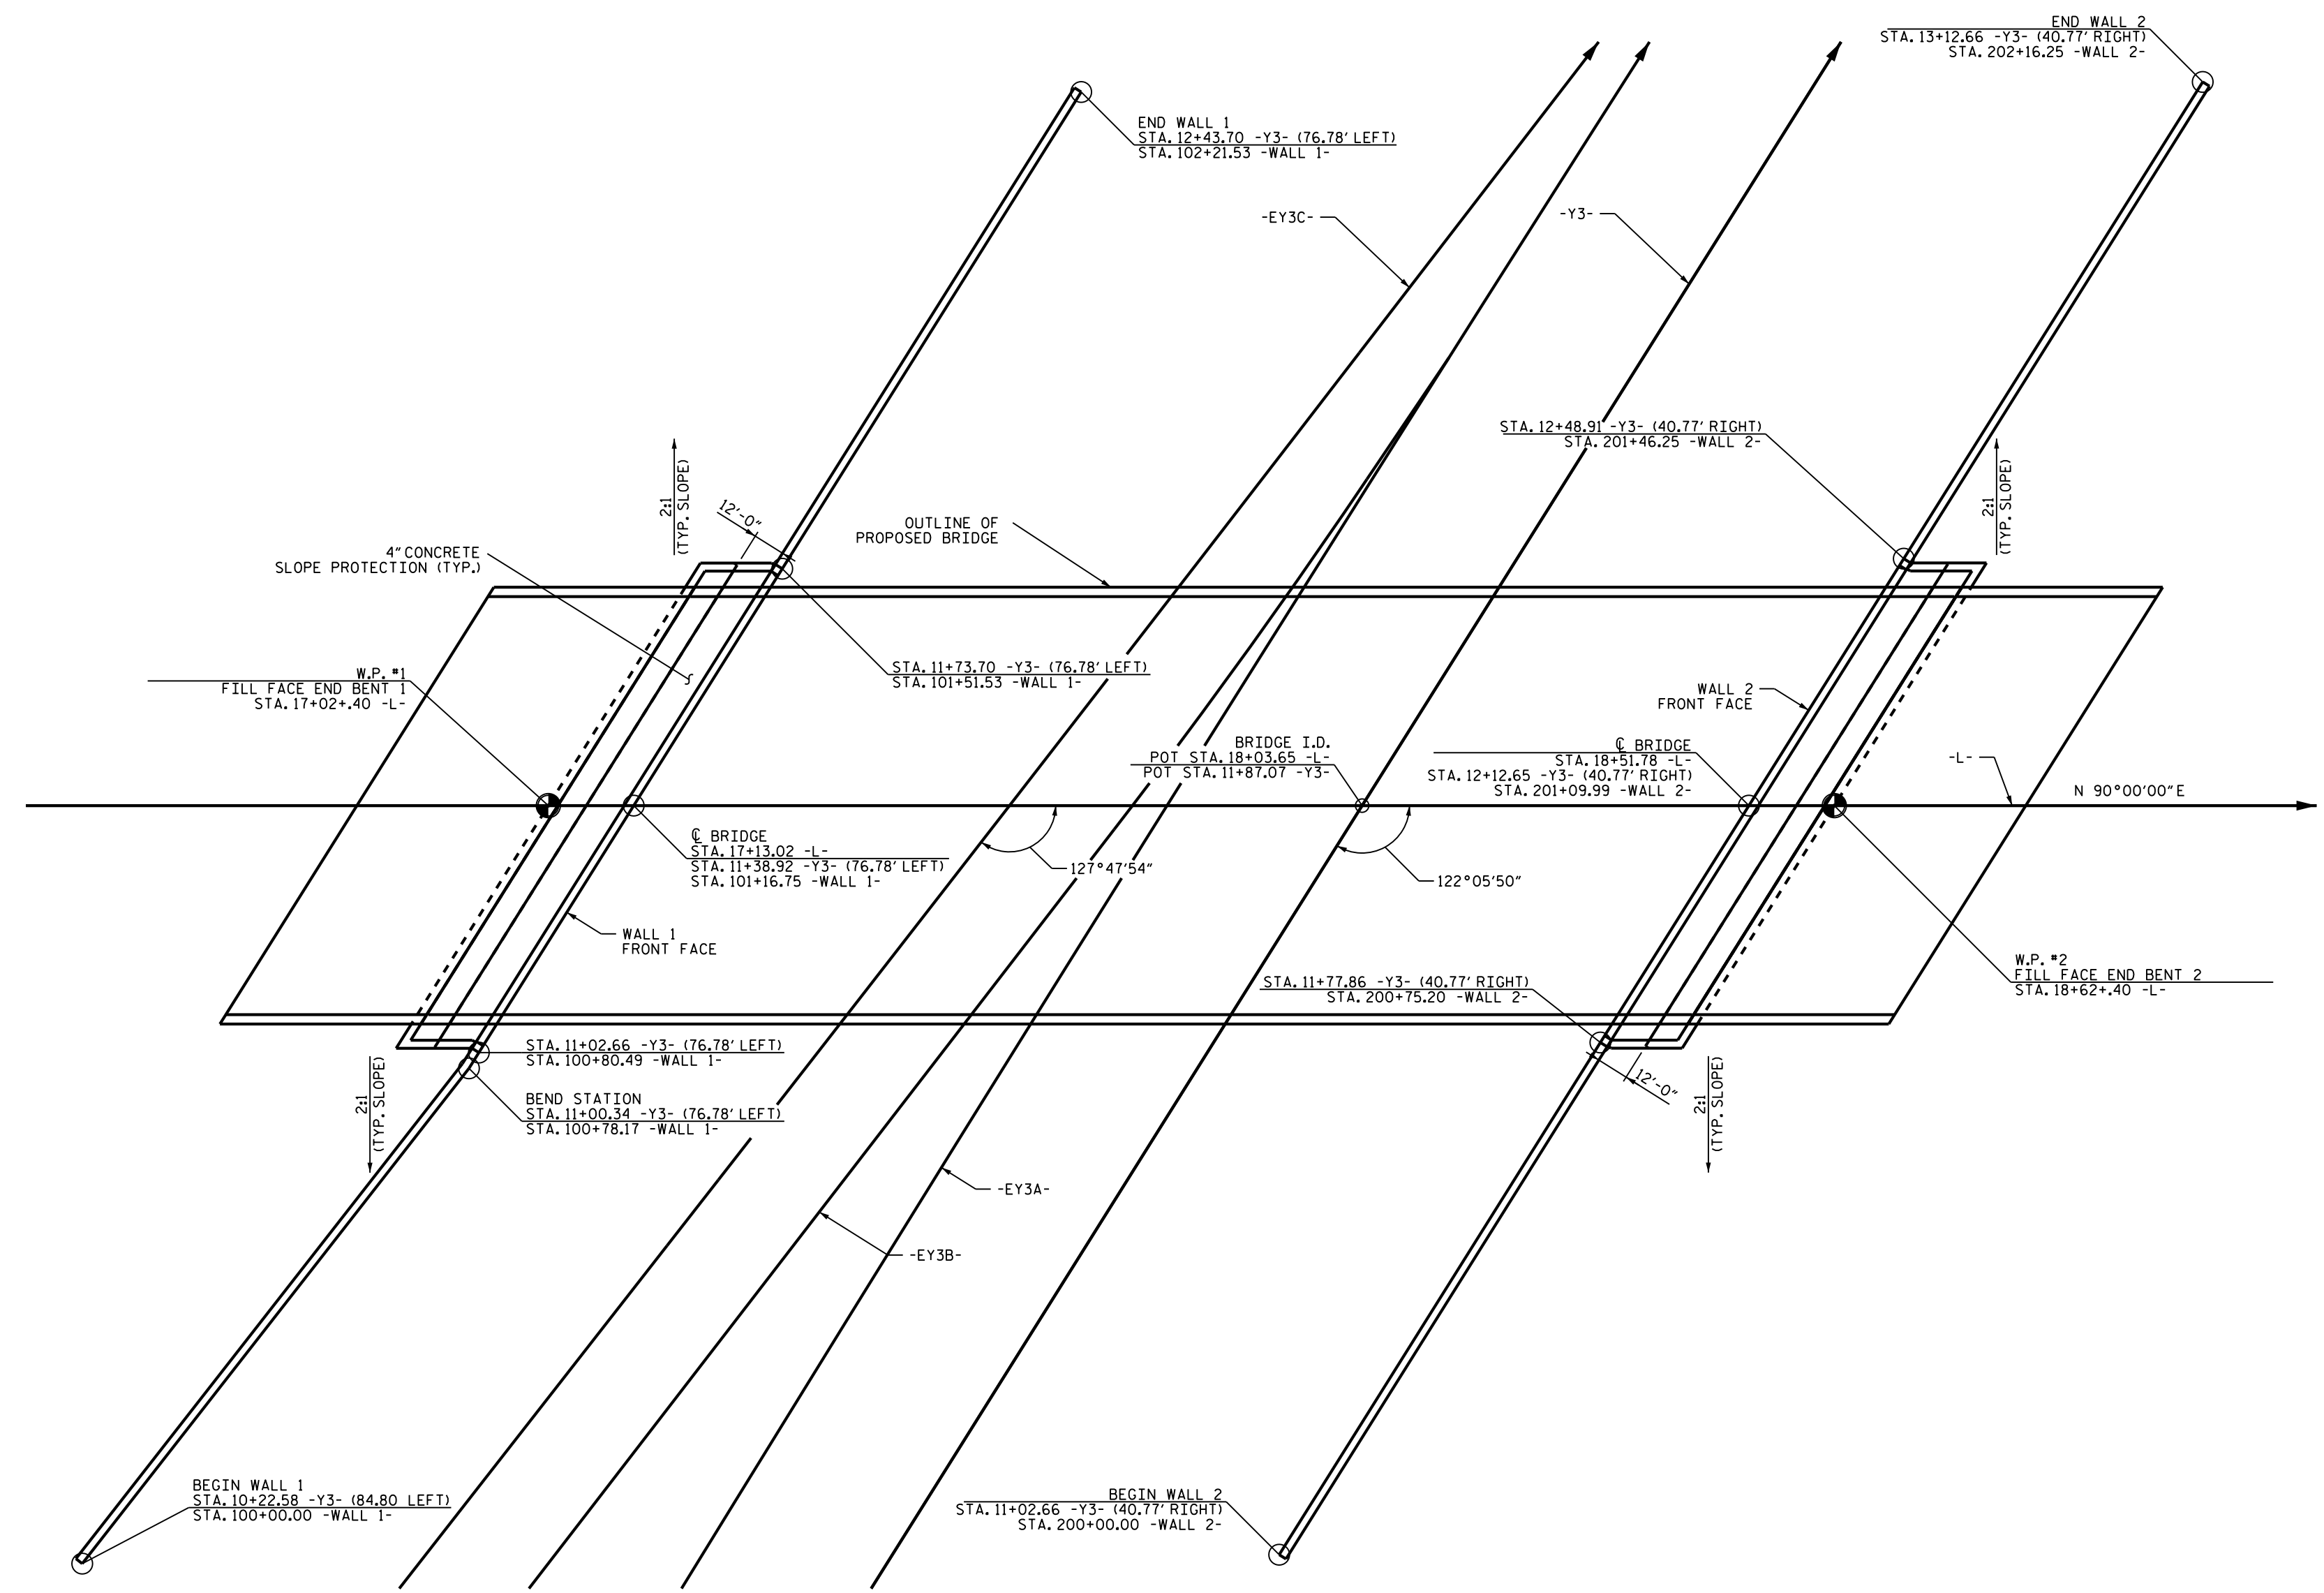 END WALL 2
STA. 13+12.66 -Y3- (40.77' RIGHT)
STA. 202+16.25 -WALL 2-
END WALL 1
STA. 12+43.70 -Y3- (76.78' LEFT)
STA. 102+21.53 -WALL 1-
-EY3C-
-Y3-
STA. 12+48.91 -Y3- (40.77' RIGHT)
STA. 201+46.25 -WALL 2-
2:1
(TYP. SLOPE)
12'-0"
2:1
(TYP. SLOPE)
OUTLINE OF
PROPOSED BRIDGE
4" CONCRETE
SLOPE PROTECTION (TYP.)
W.P. #1
FILL FACE END BENT 1
STA. 17+02+.40 -L-
STA. 11+73.70 -Y3- (76.78' LEFT)
STA. 101+51.53 -WALL 1-
WALL 2
FRONT FACE
BRIDGE I.D.
POT STA. 18+03.65 -L-
POT STA. 11+87.07 -Y3-
℄ BRIDGE
STA. 18+51.78 -L-
STA. 12+12.65 -Y3- (40.77' RIGHT)
STA. 201+09.99 -WALL 2-
-L-
N 90°00'00" E
℄ BRIDGE
STA. 17+13.02 -L-
STA. 11+38.92 -Y3- (76.78' LEFT)
STA. 101+16.75 -WALL 1-
127°47'54"
122°05'50"
WALL 1
FRONT FACE
W.P. #2
FILL FACE END BENT 2
STA. 18+62+.40 -L-
STA. 11+77.86 -Y3- (40.77' RIGHT)
STA. 200+75.20 -WALL 2-
STA. 11+02.66 -Y3- (76.78' LEFT)
STA. 100+80.49 -WALL 1-
BEND STATION
STA. 11+00.34 -Y3- (76.78' LEFT)
STA. 100+78.17 -WALL 1-
2:1
(TYP. SLOPE)
12'-0"
2:1
(TYP. SLOPE)
-EY3A-
-EY3B-
BEGIN WALL 1
STA. 10+22.58 -Y3- (84.80 LEFT)
STA. 100+00.00 -WALL 1-
BEGIN WALL 2
STA. 11+02.66 -Y3- (40.77' RIGHT)
STA. 200+00.00 -WALL 2-